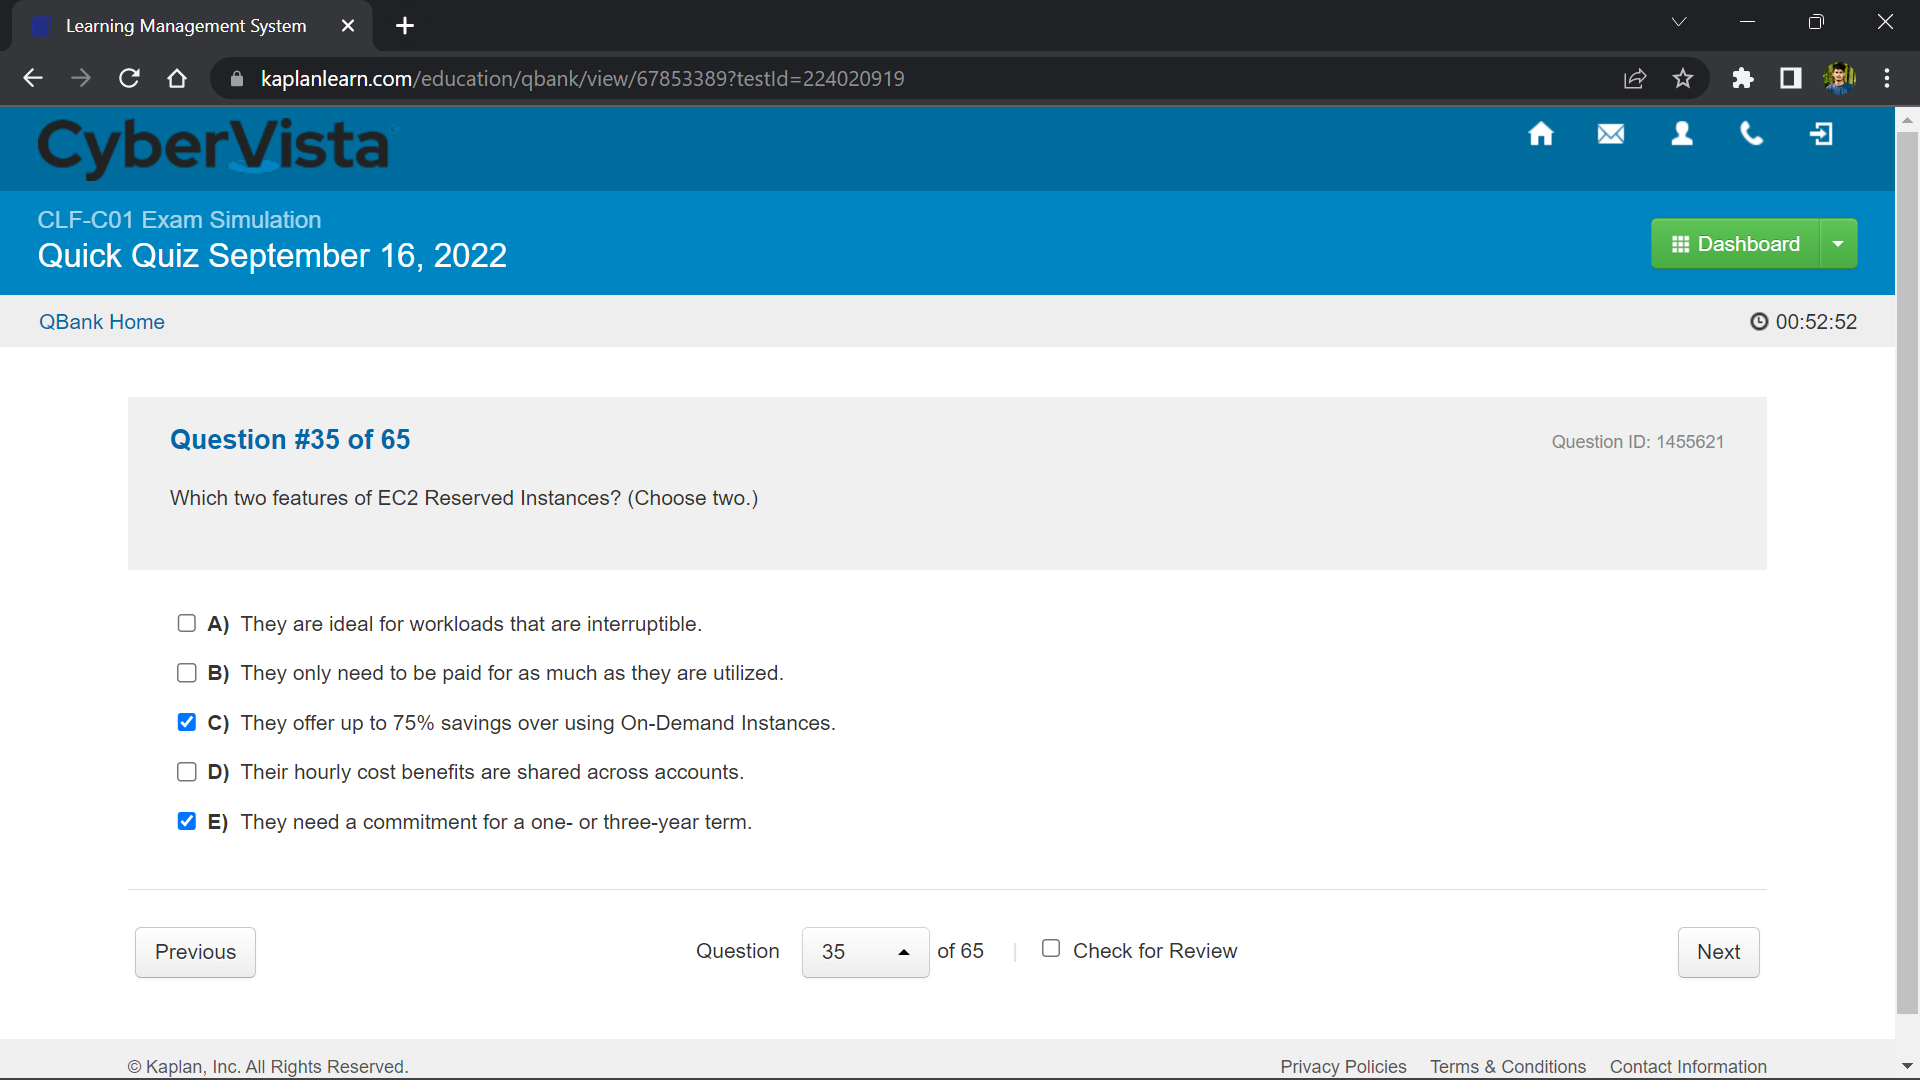 Learning Management System
kaplanlearn.com/education/qbank/view/67853389?testId=224020919
CyberVista
CLF-C01 Exam Simulation
Quick Quiz September 16, 2022
Dashboard
QBank Home
00:52:52
Question #35 of 65
Question ID: 1455621
Which two features of EC2 Reserved Instances? (Choose two.)
A) They are ideal for workloads that are interruptible.
B) They only need to be paid for as much as they are utilized.
C) They offer up to 75% savings over using On-Demand Instances.
D) Their hourly cost benefits are shared across accounts.
E) They need a commitment for a one- or three-year term.
Previous
Question 35 of 65 | Check for Review
Next
© Kaplan, Inc. All Rights Reserved.
Privacy Policies Terms & Conditions Contact Information